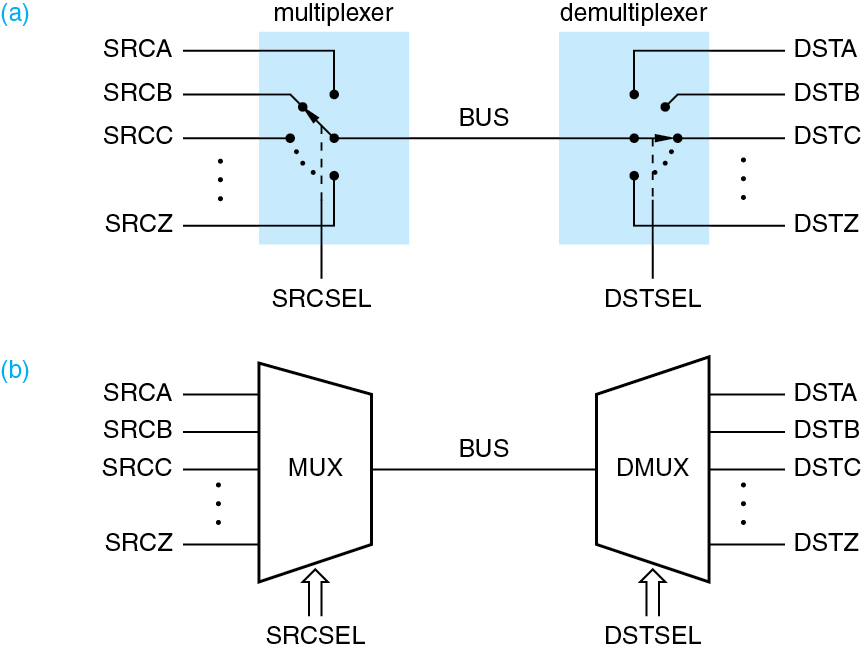 (a)
multiplexer
demultiplexer
SRCA
SRCB
SRCC
SRCZ
BUS
DSTA
DSTB
DSTC
DSTZ
SRCSEL
DSTSEL
(b)
SRCA
SRCB
SRCC
SRCZ
MUX
BUS
DMUX
DSTA
DSTB
DSTC
DSTZ
SRCSEL
DSTSEL